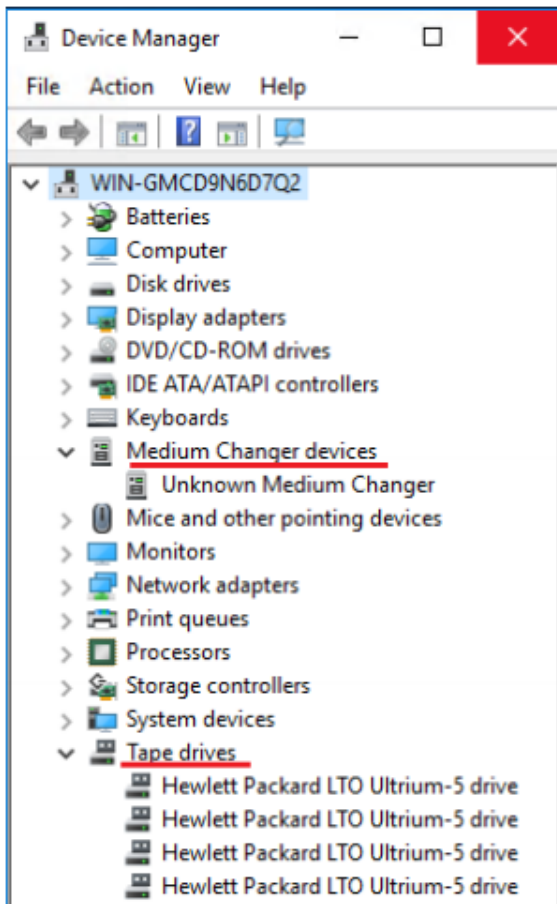 Device Manager
File Action View Help
WIN-GMCD9N6D7Q2
Batteries
Computer
Disk drives
Display adapters
DVD/CD-ROM drives
IDE ATA/ATAPI controllers
Keyboards
Medium Changer devices
Unknown Medium Changer
Mice and other pointing devices
Monitors
Network adapters
Print queues
Processors
Storage controllers
System devices
Tape drives
Hewlett Packard LTO Ultrium-5 drive
Hewlett Packard LTO Ultrium-5 drive
Hewlett Packard LTO Ultrium-5 drive
Hewlett Packard LTO Ultrium-5 drive